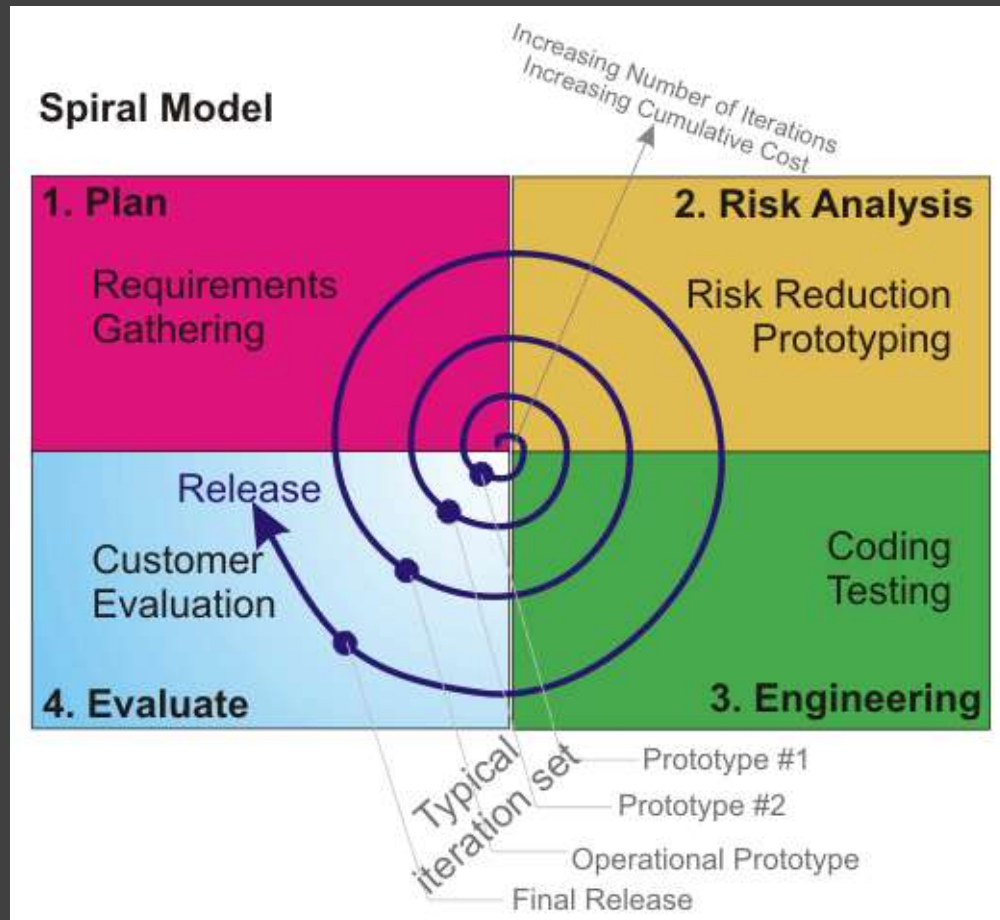 Increasing Number of Iterations
Increasing Cumulative Cost
Spiral Model
1. Plan
Requirements
Gathering
2. Risk Analysis
Risk Reduction
Prototyping
Release
Customer
Evaluation
4. Evaluate
Coding
Testing
3. Engineering
Typical
iteration set
Prototype #1
Prototype #2
Operational Prototype
Final Release